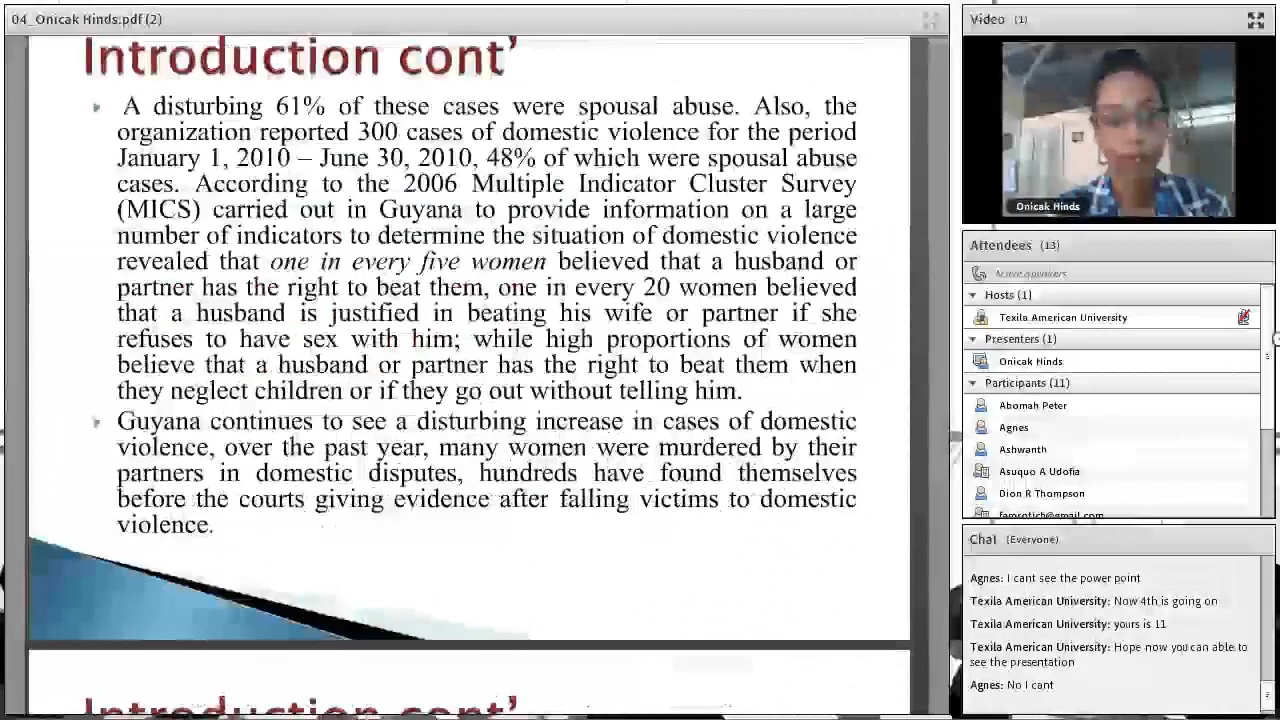 04_Onicak Hinds.pdf (2)
Introduction cont’
A disturbing 61% of these cases were spousal abuse. Also, the
organization reported 300 cases of domestic violence for the period
January 1, 2010 – June 30, 2010, 48% of which were spousal abuse
cases. According to the 2006 Multiple Indicator Cluster Survey
(MICS) carried out in Guyana to provide information on a large
number of indicators to determine the situation of domestic violence
revealed that one in every five women believed that a husband or
partner has the right to beat them, one in every 20 women believed
that a husband is justified in beating his wife or partner if she
refuses to have sex with him; while high proportions of women
believe that a husband or partner has the right to beat them when
they neglect children or if they go out without telling him.
Guyana continues to see a disturbing increase in cases of domestic
violence, over the past year, many women were murdered by their
partners in domestic disputes, hundreds have found themselves
before the courts giving evidence after falling victims to domestic
violence.
Introduction cont’
Video (1)
Onicak Hinds
Attendees (13)
Active speakers
Hosts (1)
Texila American University
Presenters (1)
Onicak Hinds
Participants (11)
Abomah Peter
Agnes
Ashwanth
Asuquo A Udofia
Dion R Thompson
Chat (Everyone)
Agnes: I cant see the power point
Texila American University: Now 4th is going on
Texila American University: yours is 11
Texila American University: Hope now you can able to
see the presentation
Agnes: No I cant